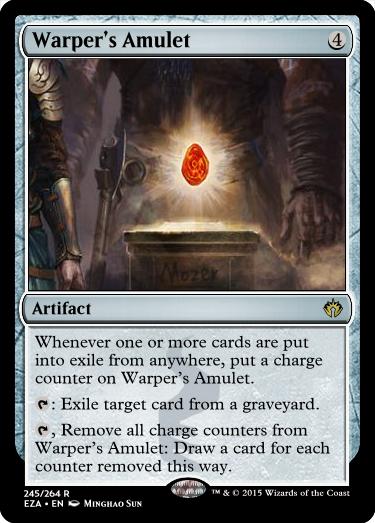 Warper's Amulet 4
Mozer
Artifact
Whenever one or more cards are put
into exile from anywhere, put a charge
counter on Warper's Amulet.
: Exile target card from a graveyard.
, Remove all charge counters from
Warper's Amulet: Draw a card for each
counter removed this way.
245/264 R
EZA • EN Minghao Sun
™ & © 2015 Wizards of the Coast